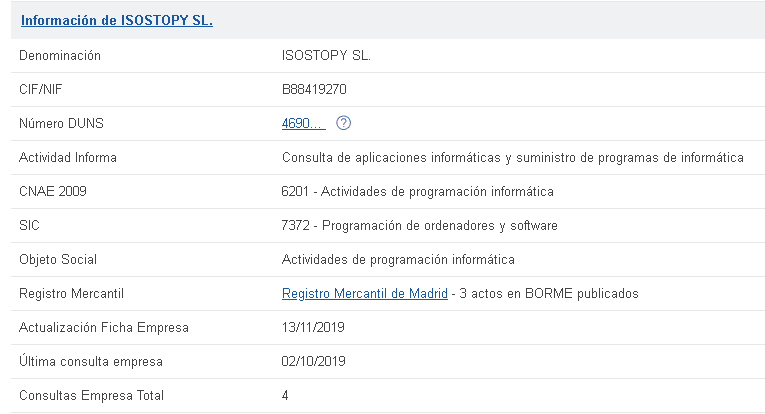 Información de ISOSTOPY SL.
Denominación ISOSTOPY SL.
CIF/NIF B88419270
Número DUNS 4690... ?
Actividad Informa Consulta de aplicaciones informáticas y suministro de programas de informática
CNAE 2009 6201 - Actividades de programación informática
SIC 7372 - Programación de ordenadores y software
Objeto Social Actividades de programación informática
Registro Mercantil Registro Mercantil de Madrid - 3 actos en BORME publicados
Actualización Ficha Empresa 13/11/2019
Última consulta empresa 02/10/2019
Consultas Empresa Total 4